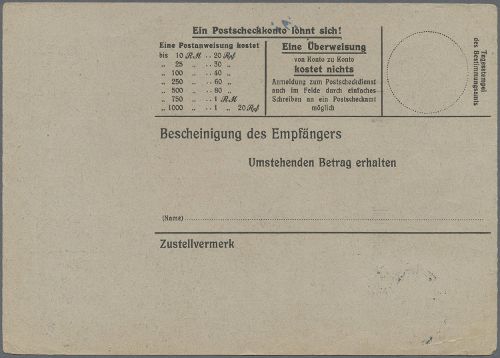 Ein Postscheckkonto lohnt sich!
Eine Postanweisung kostet
bis 10 RM .. 20 Rpf
„ 25 „ .. 30 „
„ 100 „ .. 40 „
„ 250 „ .. 60 „
„ 500 „ .. 80 „
„ 750 „ .. 1 RM
„ 1000 „ .. 1 „ 20 Rpf
Eine Überweisung
von Konto zu Konto
kostet nichts
Anmeldung zum Postscheckdienst
auch im Felde durch einfaches
Schreiben an ein Postscheckamt
möglich
Tagesstempel
des Bestimmungsamts
Bescheinigung des Empfängers
Umstehenden Betrag erhalten
(Name)
Zustellvermerk